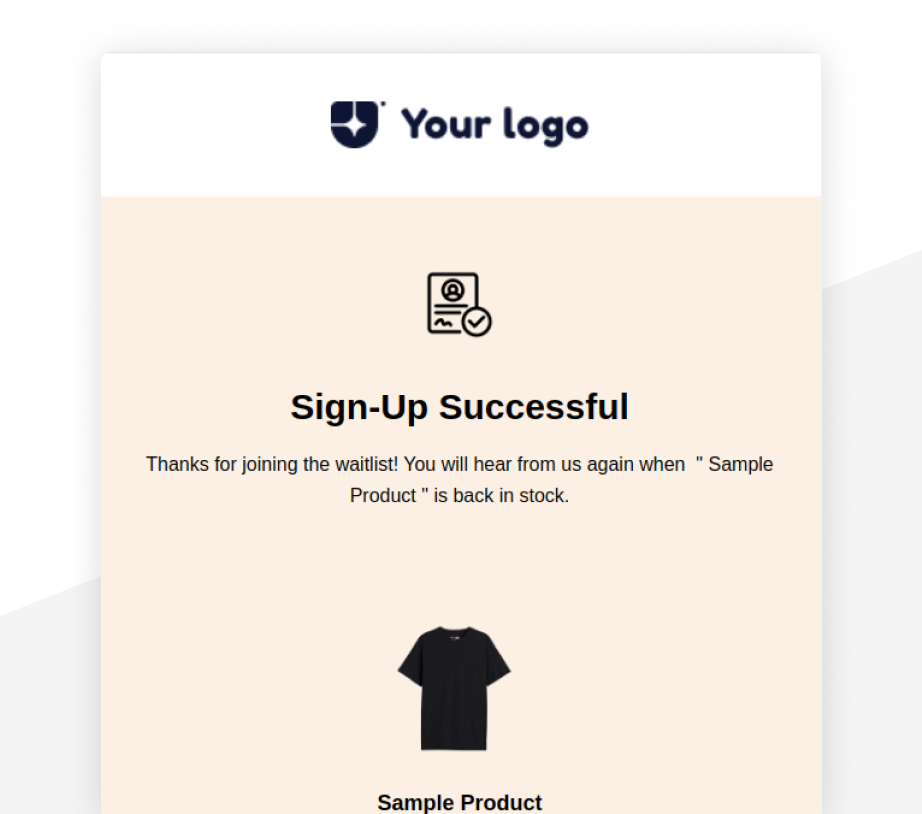 Your logo
Sign-Up Successful
Thanks for joining the waitlist! You will hear from us again when  " Sample
Product " is back in stock.
Sample Product